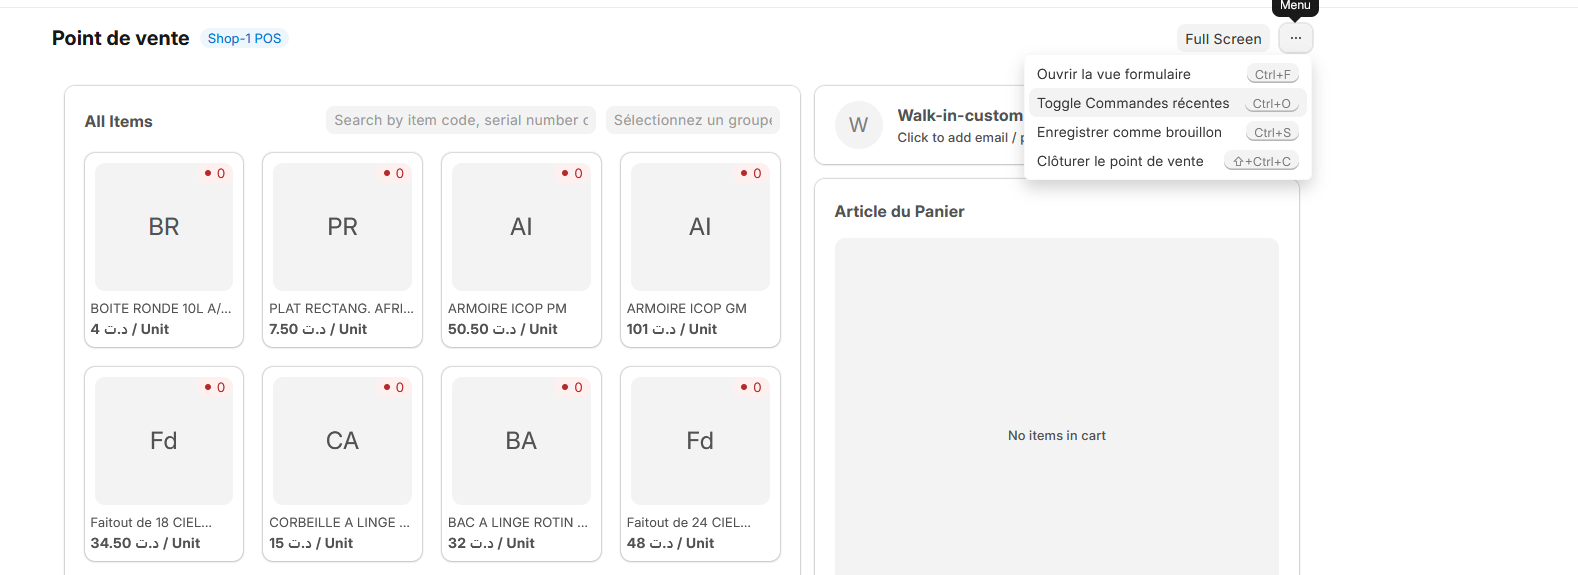 Menu
Point de vente
Shop-1 POS
Full Screen
...
Ouvrir la vue formulaire
Ctrl+F
Toggle Commandes récentes
Ctrl+O
Enregistrer comme brouillon
Ctrl+S
Clôturer le point de vente
⇧+Ctrl+C
All Items
Search by item code, serial number
Sélectionnez un groupe
W
Walk-in-custom
Click to add email /
0
BR
BOITE RONDE 10L A/...
4 د.ت / Unit
0
PR
PLAT RECTANG. AFRI...
7.50 د.ت / Unit
0
AI
ARMOIRE ICOP PM
50.50 د.ت / Unit
0
AI
ARMOIRE ICOP GM
101 د.ت / Unit
0
Fd
Faitout de 18 CIEL...
34.50 د.ت / Unit
0
CA
CORBEILLE A LINGE ...
15 د.ت / Unit
0
BA
BAC A LINGE ROTIN ...
32 د.ت / Unit
0
Fd
Faitout de 24 CIEL...
48 د.ت / Unit
Article du Panier
No items in cart